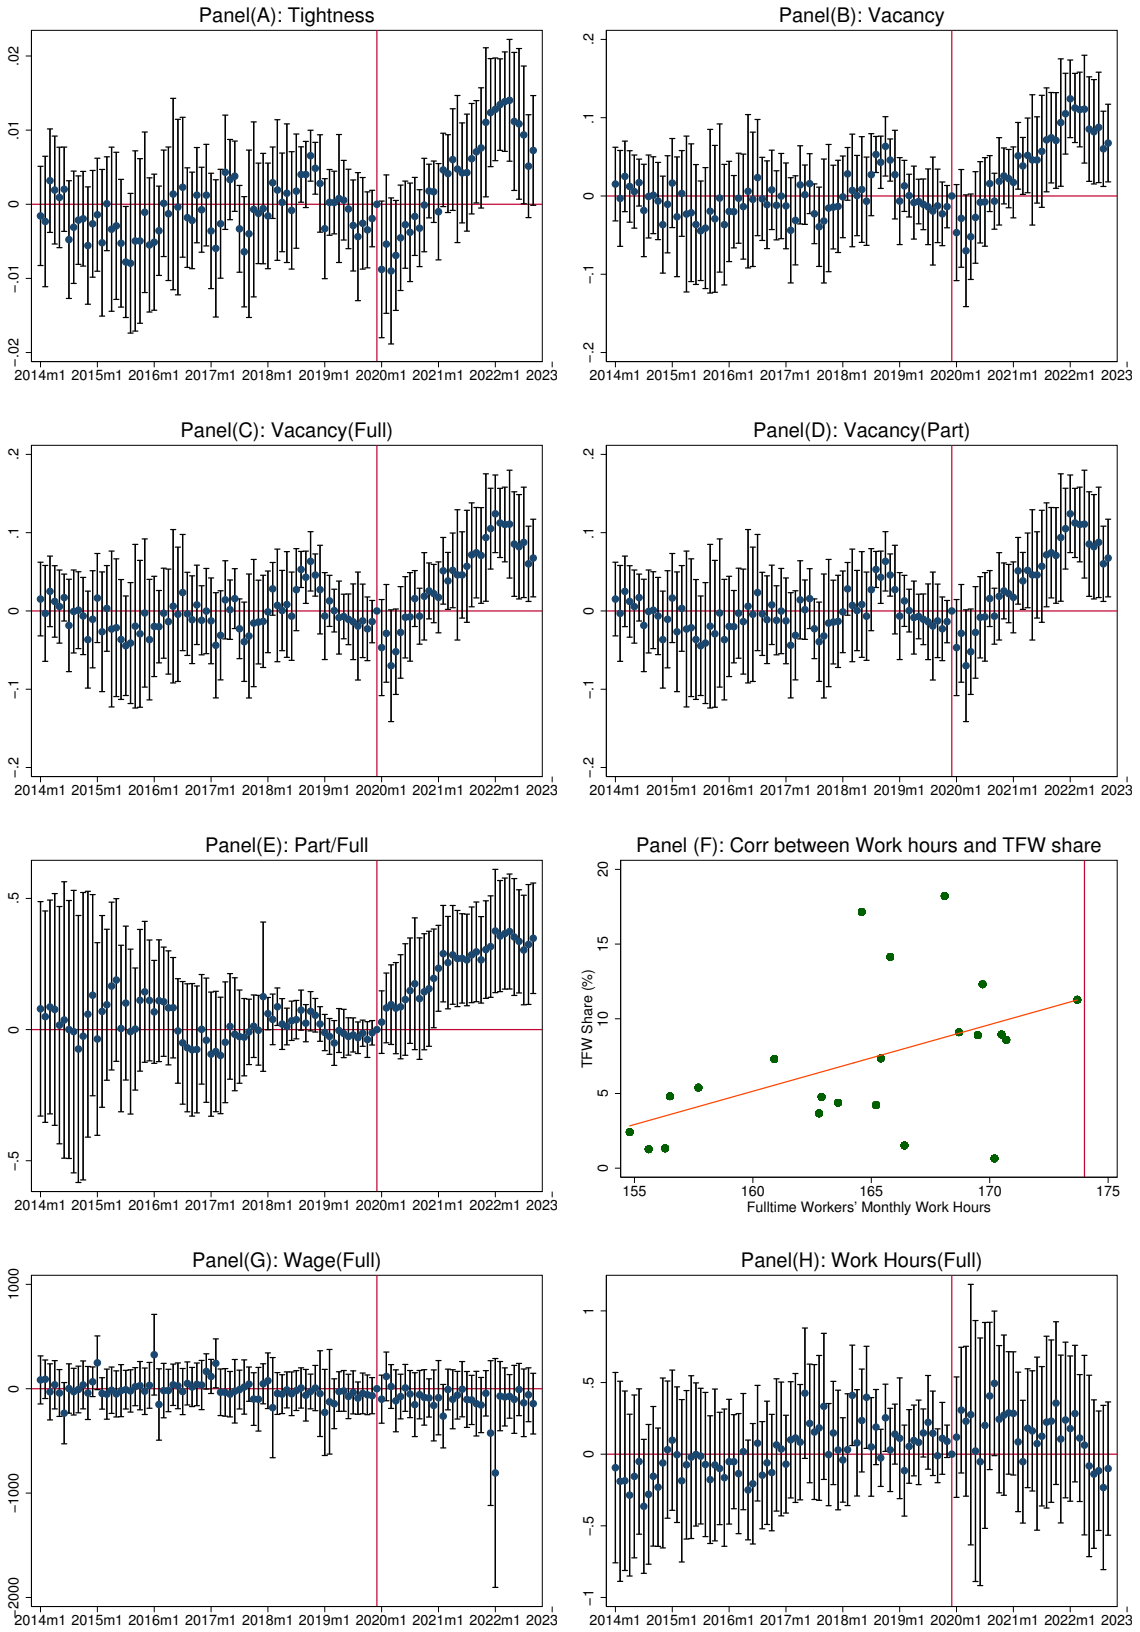 Panel(A): Tightness
.02
.01
0
-.01
-.02
2014m1 2015m1 2016m1 2017m1 2018m1 2019m1 2020m1 2021m1 2022m1 2023
Panel(B): Vacancy
.2
.1
0
-.1
-.2
2014m1 2015m1 2016m1 2017m1 2018m1 2019m1 2020m1 2021m1 2022m1 2023
Panel(C): Vacancy(Full)
.2
.1
0
-.1
-.2
2014m1 2015m1 2016m1 2017m1 2018m1 2019m1 2020m1 2021m1 2022m1 2023
Panel(D): Vacancy(Part)
.2
.1
0
-.1
-.2
2014m1 2015m1 2016m1 2017m1 2018m1 2019m1 2020m1 2021m1 2022m1 2023
Panel(E): Part/Full
.5
0
-.5
2014m1 2015m1 2016m1 2017m1 2018m1 2019m1 2020m1 2021m1 2022m1 2023
Panel (F): Corr between Work hours and TFW share
TFW Share (%)
20
15
10
5
0
155 160 165 170 175
Fulltime Workers' Monthly Work Hours
Panel(G): Wage(Full)
1000
0
-1000
-2000
2014m1 2015m1 2016m1 2017m1 2018m1 2019m1 2020m1 2021m1 2022m1 2023
Panel(H): Work Hours(Full)
1
.5
0
-.5
-1
2014m1 2015m1 2016m1 2017m1 2018m1 2019m1 2020m1 2021m1 2022m1 2023